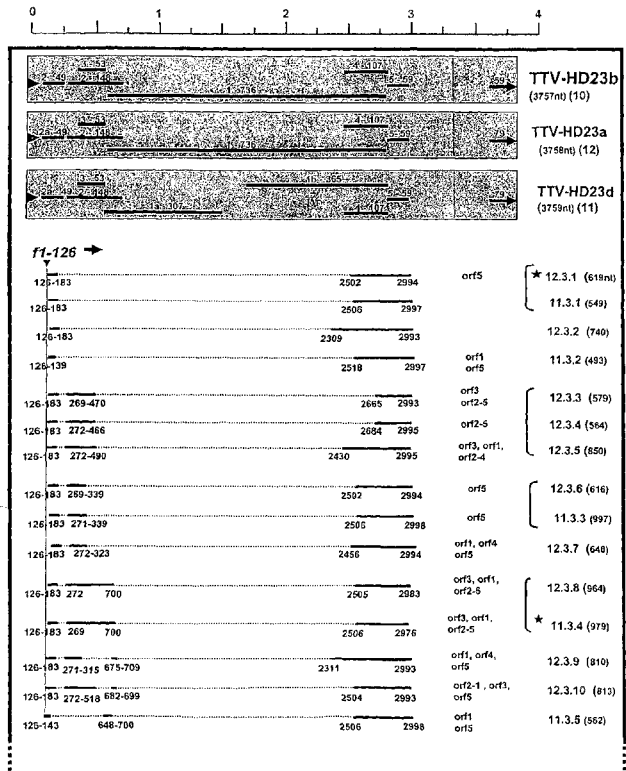 0 1 2 3 4
TTV-HD23b
(3757nt) (10)
TTV-HD23a
(3758nt) (12)
TTV-HD23d
(3759nt) (11)
f1-126
126-183 2502 2994 orf5 ★ 12.3.1 (618nt)
126-183 2506 2997 11.3.1 (549)
126-183 2309 2993 12.3.2 (740)
126-139 2518 2997 orf1 orf5 11.3.2 (493)
126-183 269-470 2665 2993 orf3 orf2-5 12.3.3 (579)
126-183 272-466 2684 2995 orf2-5 12.3.4 (564)
126-183 272-490 2430 2995 orf3, orf1, orf2-4 12.3.5 (850)
126-183 269-339 2502 2994 orf5 12.3.6 (616)
126-183 271-339 2506 2998 orf5 11.3.3 (997)
126-183 272-323 2456 2994 orf1, orf4 orf5 12.3.7 (648)
126-183 272 700 2505 2983 orf3, orf1, orf2-5 12.3.8 (964)
126-183 269 700 2506 2976 orf3, orf1, orf2-5 ★ 11.3.4 (979)
126-183 271-315 675-709 2311 2993 orf1, orf4, orf5 12.3.9 (810)
126-183 272-518 682-699 2504 2993 orf2-1, orf3, orf5 12.3.10 (813)
126-143 648-700 2506 2998 orf1 orf5 11.3.5 (562)